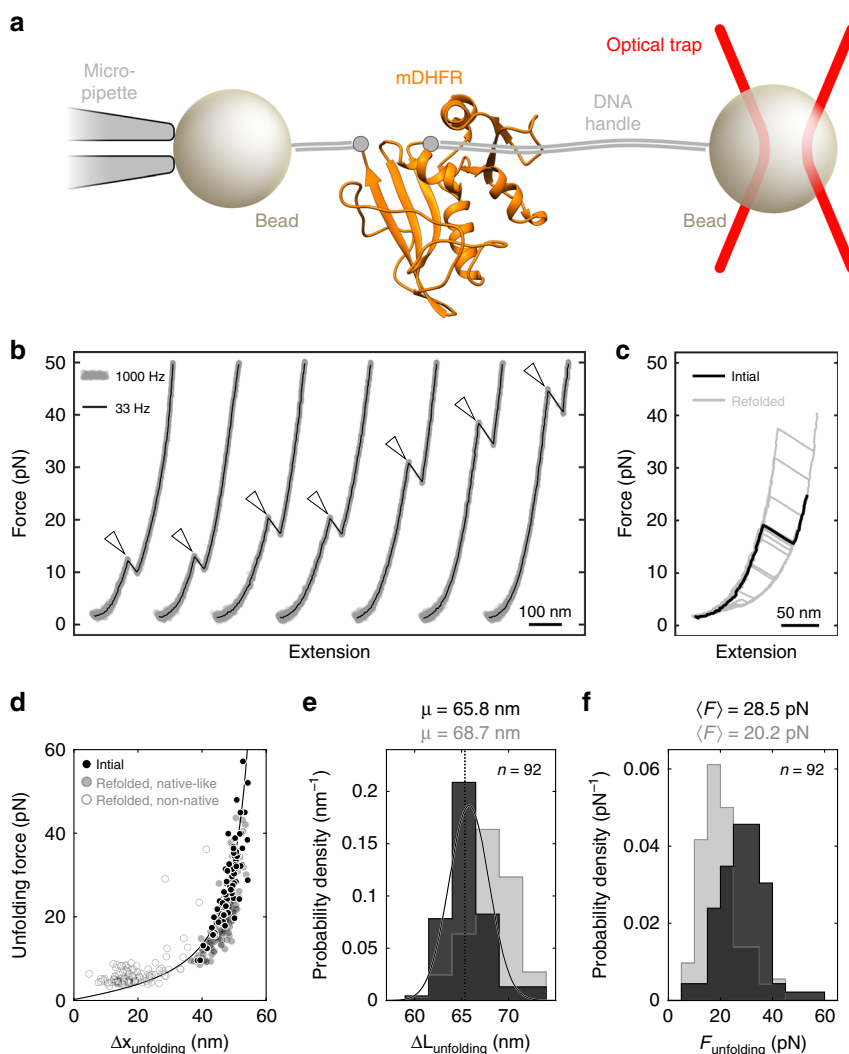 a
Optical trap
Micro-
pipette
mDHFR
DNA
handle
Bead
Bead
b
c
50
40
30
20
10
0
Force (pN)
1000 Hz
33 Hz
100 nm
Extension
50
40
30
20
10
0
Force (pN)
Intial
Refolded
50 nm
Extension
d
e
f
60
40
20
0
Unfolding force (pN)
Intial
Refolded, native-like
Refolded, non-native
0 20 40 60
Δxunfolding (nm)
μ = 65.8 nm
μ = 68.7 nm
n = 92
0.2
0.15
0.1
0.05
0
Probability density (nm⁻¹)
60 65 70
ΔLunfolding (nm)
⟨F⟩ = 28.5 pN
⟨F⟩ = 20.2 pN
n = 92
0.06
0.04
0.02
0.00
Probability density (pN⁻¹)
0 20 40 60
Funfolding (pN)